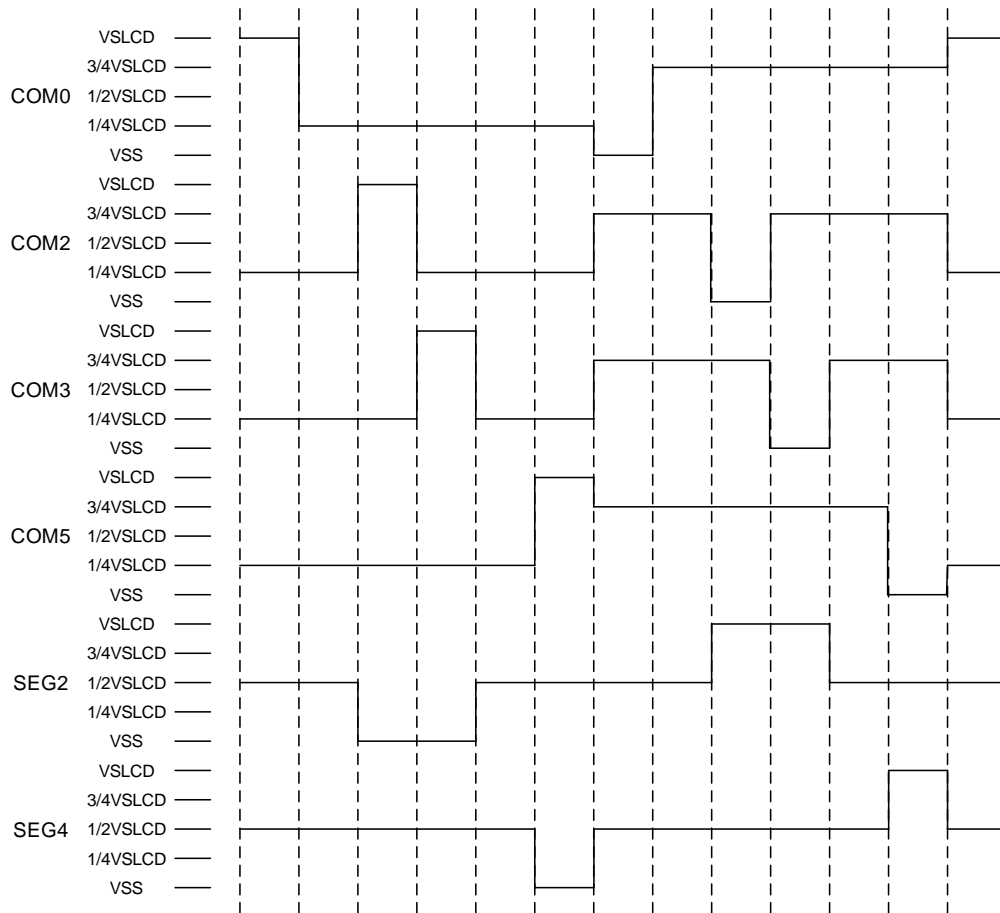 VSLCD
3/4VSLCD
COM0 1/2VSLCD
1/4VSLCD
VSS
VSLCD
3/4VSLCD
COM2 1/2VSLCD
1/4VSLCD
VSS
VSLCD
3/4VSLCD
COM3 1/2VSLCD
1/4VSLCD
VSS
VSLCD
3/4VSLCD
COM5 1/2VSLCD
1/4VSLCD
VSS
VSLCD
3/4VSLCD
SEG2 1/2VSLCD
1/4VSLCD
VSS
VSLCD
3/4VSLCD
SEG4 1/2VSLCD
1/4VSLCD
VSS